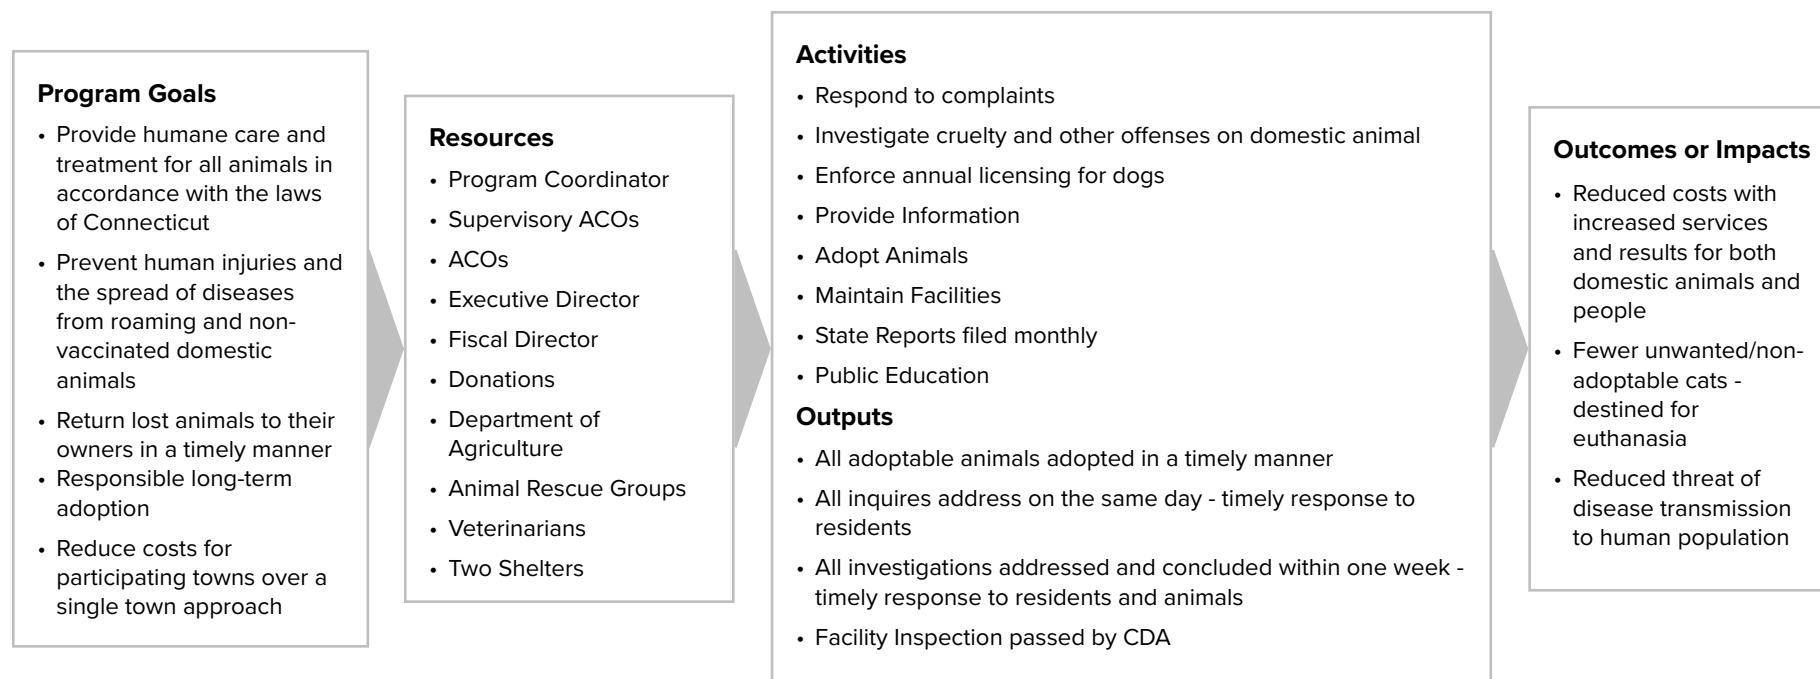 Program Goals
• Provide humane care and
treatment for all animals in
accordance with the laws
of Connecticut
• Prevent human injuries and
the spread of diseases
from roaming and non-
vaccinated domestic
animals
• Return lost animals to their
owners in a timely manner
• Responsible long-term
adoption
• Reduce costs for
participating towns over a
single town approach
Resources
• Program Coordinator
• Supervisory ACOs
• ACOs
• Executive Director
• Fiscal Director
• Donations
• Department of
Agriculture
• Animal Rescue Groups
• Veterinarians
• Two Shelters
Activities
• Respond to complaints
• Investigate cruelty and other offenses on domestic animal
• Enforce annual licensing for dogs
• Provide Information
• Adopt Animals
• Maintain Facilities
• State Reports filed monthly
• Public Education
Outputs
• All adoptable animals adopted in a timely manner
• All inquires address on the same day - timely response to
residents
• All investigations addressed and concluded within one week -
timely response to residents and animals
• Facility Inspection passed by CDA
Outcomes or Impacts
• Reduced costs with
increased services
and results for both
domestic animals and
people
• Fewer unwanted/non-
adoptable cats -
destined for
euthanasia
• Reduced threat of
disease transmission
to human population